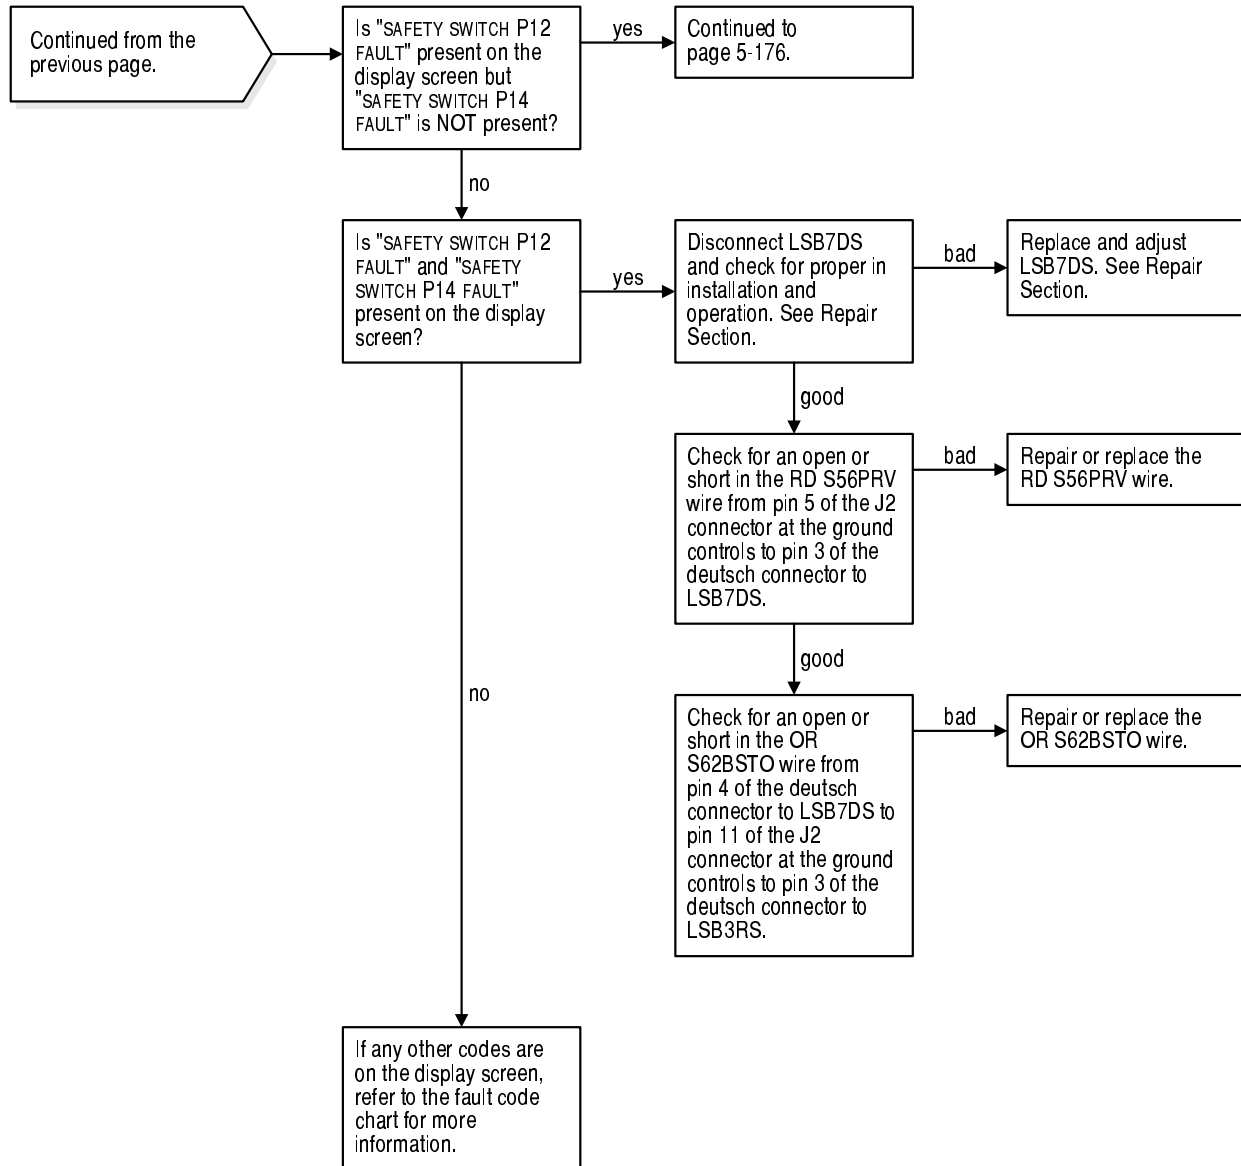 Continued from the
previous page.
Is "SAFETY SWITCH P12
FAULT" present on the
display screen but
"SAFETY SWITCH P14
FAULT" is NOT present?
yes
Continued to
page 5-176.
no
Is "SAFETY SWITCH P12
FAULT" and "SAFETY
SWITCH P14 FAULT"
present on the display
screen?
yes
Disconnect LSB7DS
and check for proper in
installation and
operation. See Repair
Section.
bad
Replace and adjust
LSB7DS. See Repair
Section.
good
Check for an open or
short in the RD S56PRV
wire from pin 5 of the J2
connector at the ground
controls to pin 3 of the
deutsch connector to
LSB7DS.
bad
Repair or replace the
RD S56PRV wire.
good
no
Check for an open or
short in the OR
S62BSTO wire from
pin 4 of the deutsch
connector to LSB7DS to
pin 11 of the J2
connector at the ground
controls to pin 3 of the
deutsch connector to
LSB3RS.
bad
Repair or replace the
OR S62BSTO wire.
If any other codes are
on the display screen,
refer to the fault code
chart for more
information.